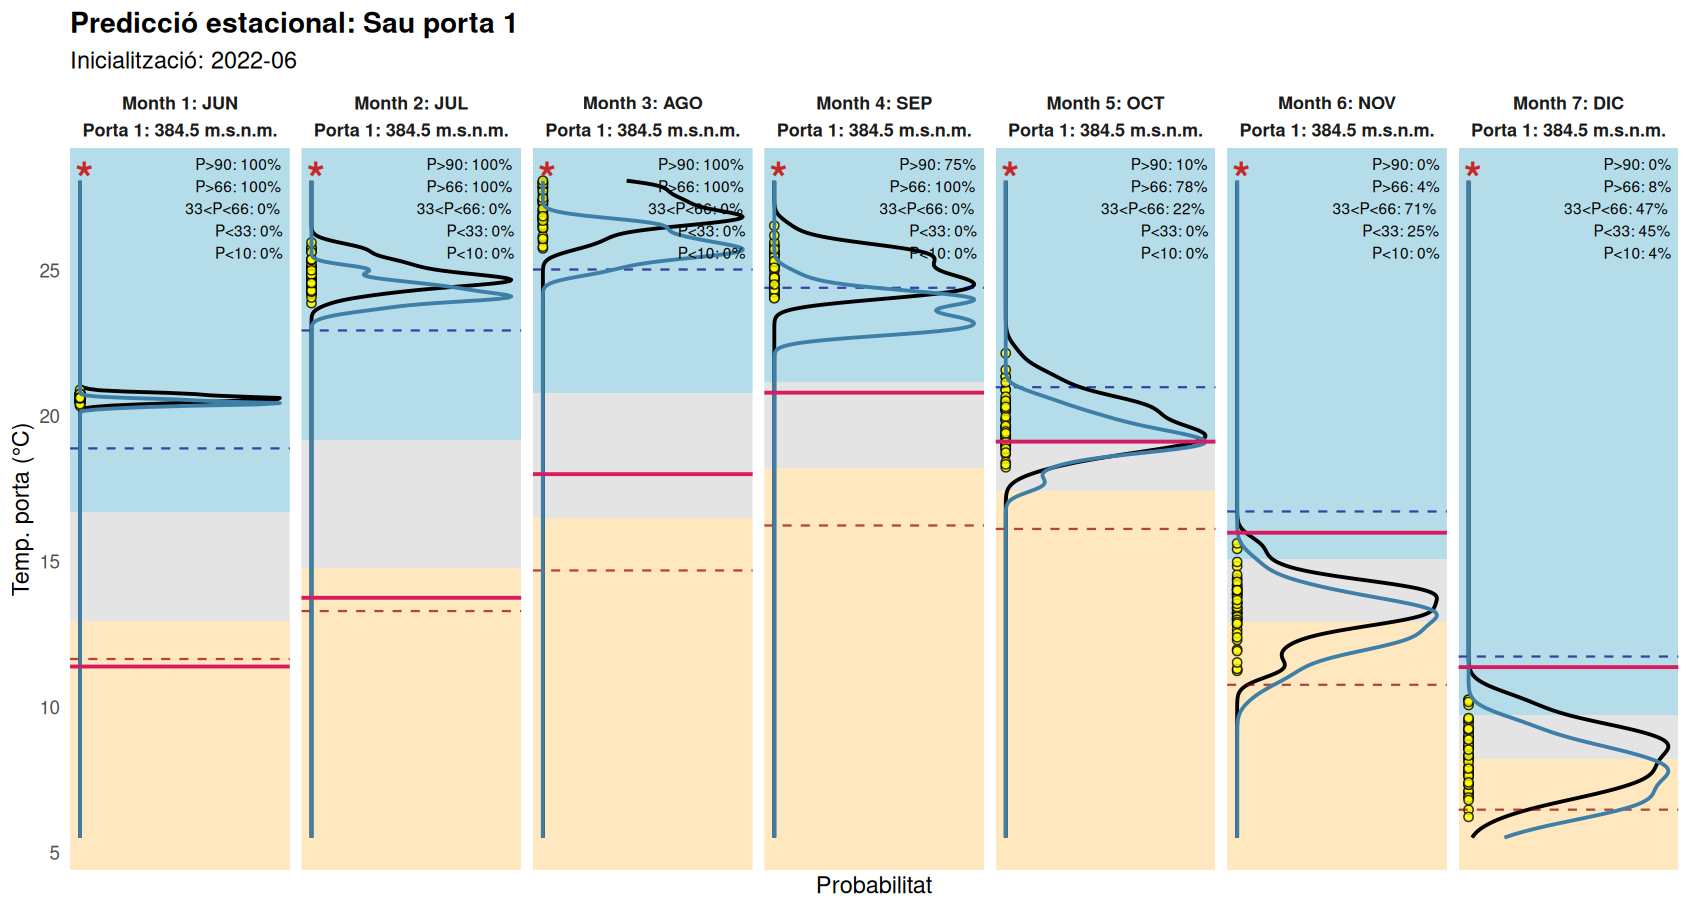 Predicció estacional: Sau porta 1
Inicialització: 2022-06
Month 1: JUN
Porta 1: 384.5 m.s.n.m.
Month 2: JUL
Porta 1: 384.5 m.s.n.m.
Month 3: AGO
Porta 1: 384.5 m.s.n.m.
Month 4: SEP
Porta 1: 384.5 m.s.n.m.
Month 5: OCT
Porta 1: 384.5 m.s.n.m.
Month 6: NOV
Porta 1: 384.5 m.s.n.m.
Month 7: DIC
Porta 1: 384.5 m.s.n.m.
*
P>90: 100%
P>66: 100%
33<P<66: 0%
P<33: 0%
P<10: 0%
*
P>90: 100%
P>66: 100%
33<P<66: 0%
P<33: 0%
P<10: 0%
*
P>90: 100%
P>66: 100%
33<P<66: 0%
P<33: 0%
P<10: 0%
*
P>90: 75%
P>66: 100%
33<P<66: 0%
P<33: 0%
P<10: 0%
*
P>90: 10%
P>66: 78%
33<P<66: 22%
P<33: 0%
P<10: 0%
*
P>90: 0%
P>66: 4%
33<P<66: 71%
P<33: 25%
P<10: 0%
*
P>90: 0%
P>66: 8%
33<P<66: 47%
P<33: 45%
P<10: 4%
Temp. porta (°C)
25
20
15
10
5
Probabilitat